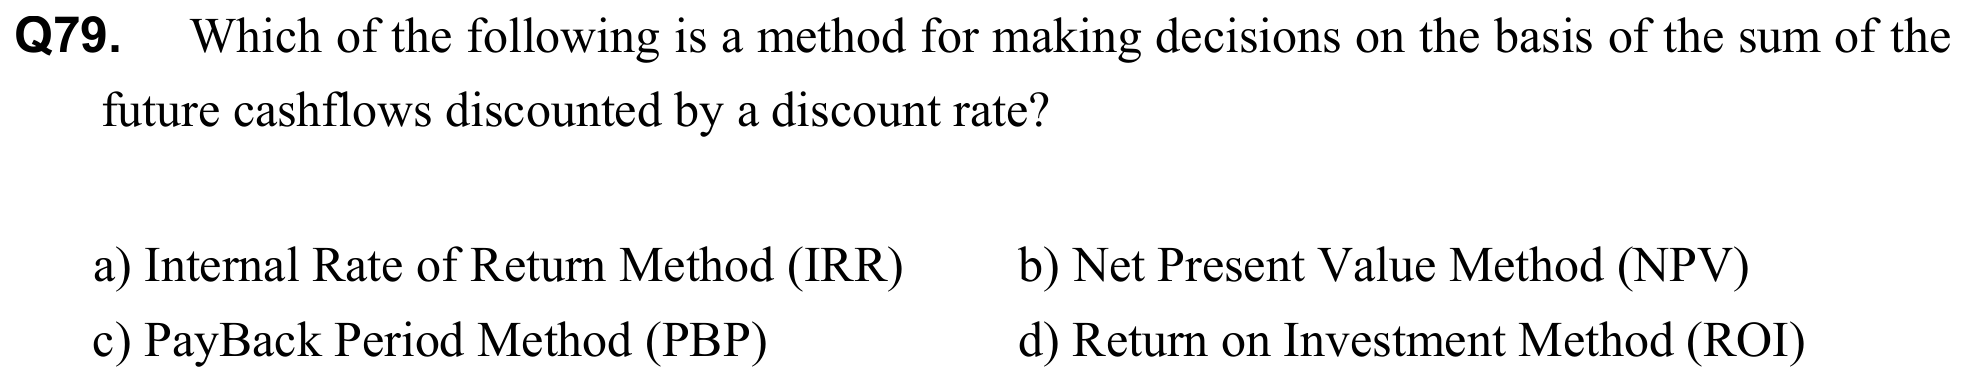 Q79. Which of the following is a method for making decisions on the basis of the sum of the
future cashflows discounted by a discount rate?
a) Internal Rate of Return Method (IRR) b) Net Present Value Method (NPV)
c) PayBack Period Method (PBP) d) Return on Investment Method (ROI)